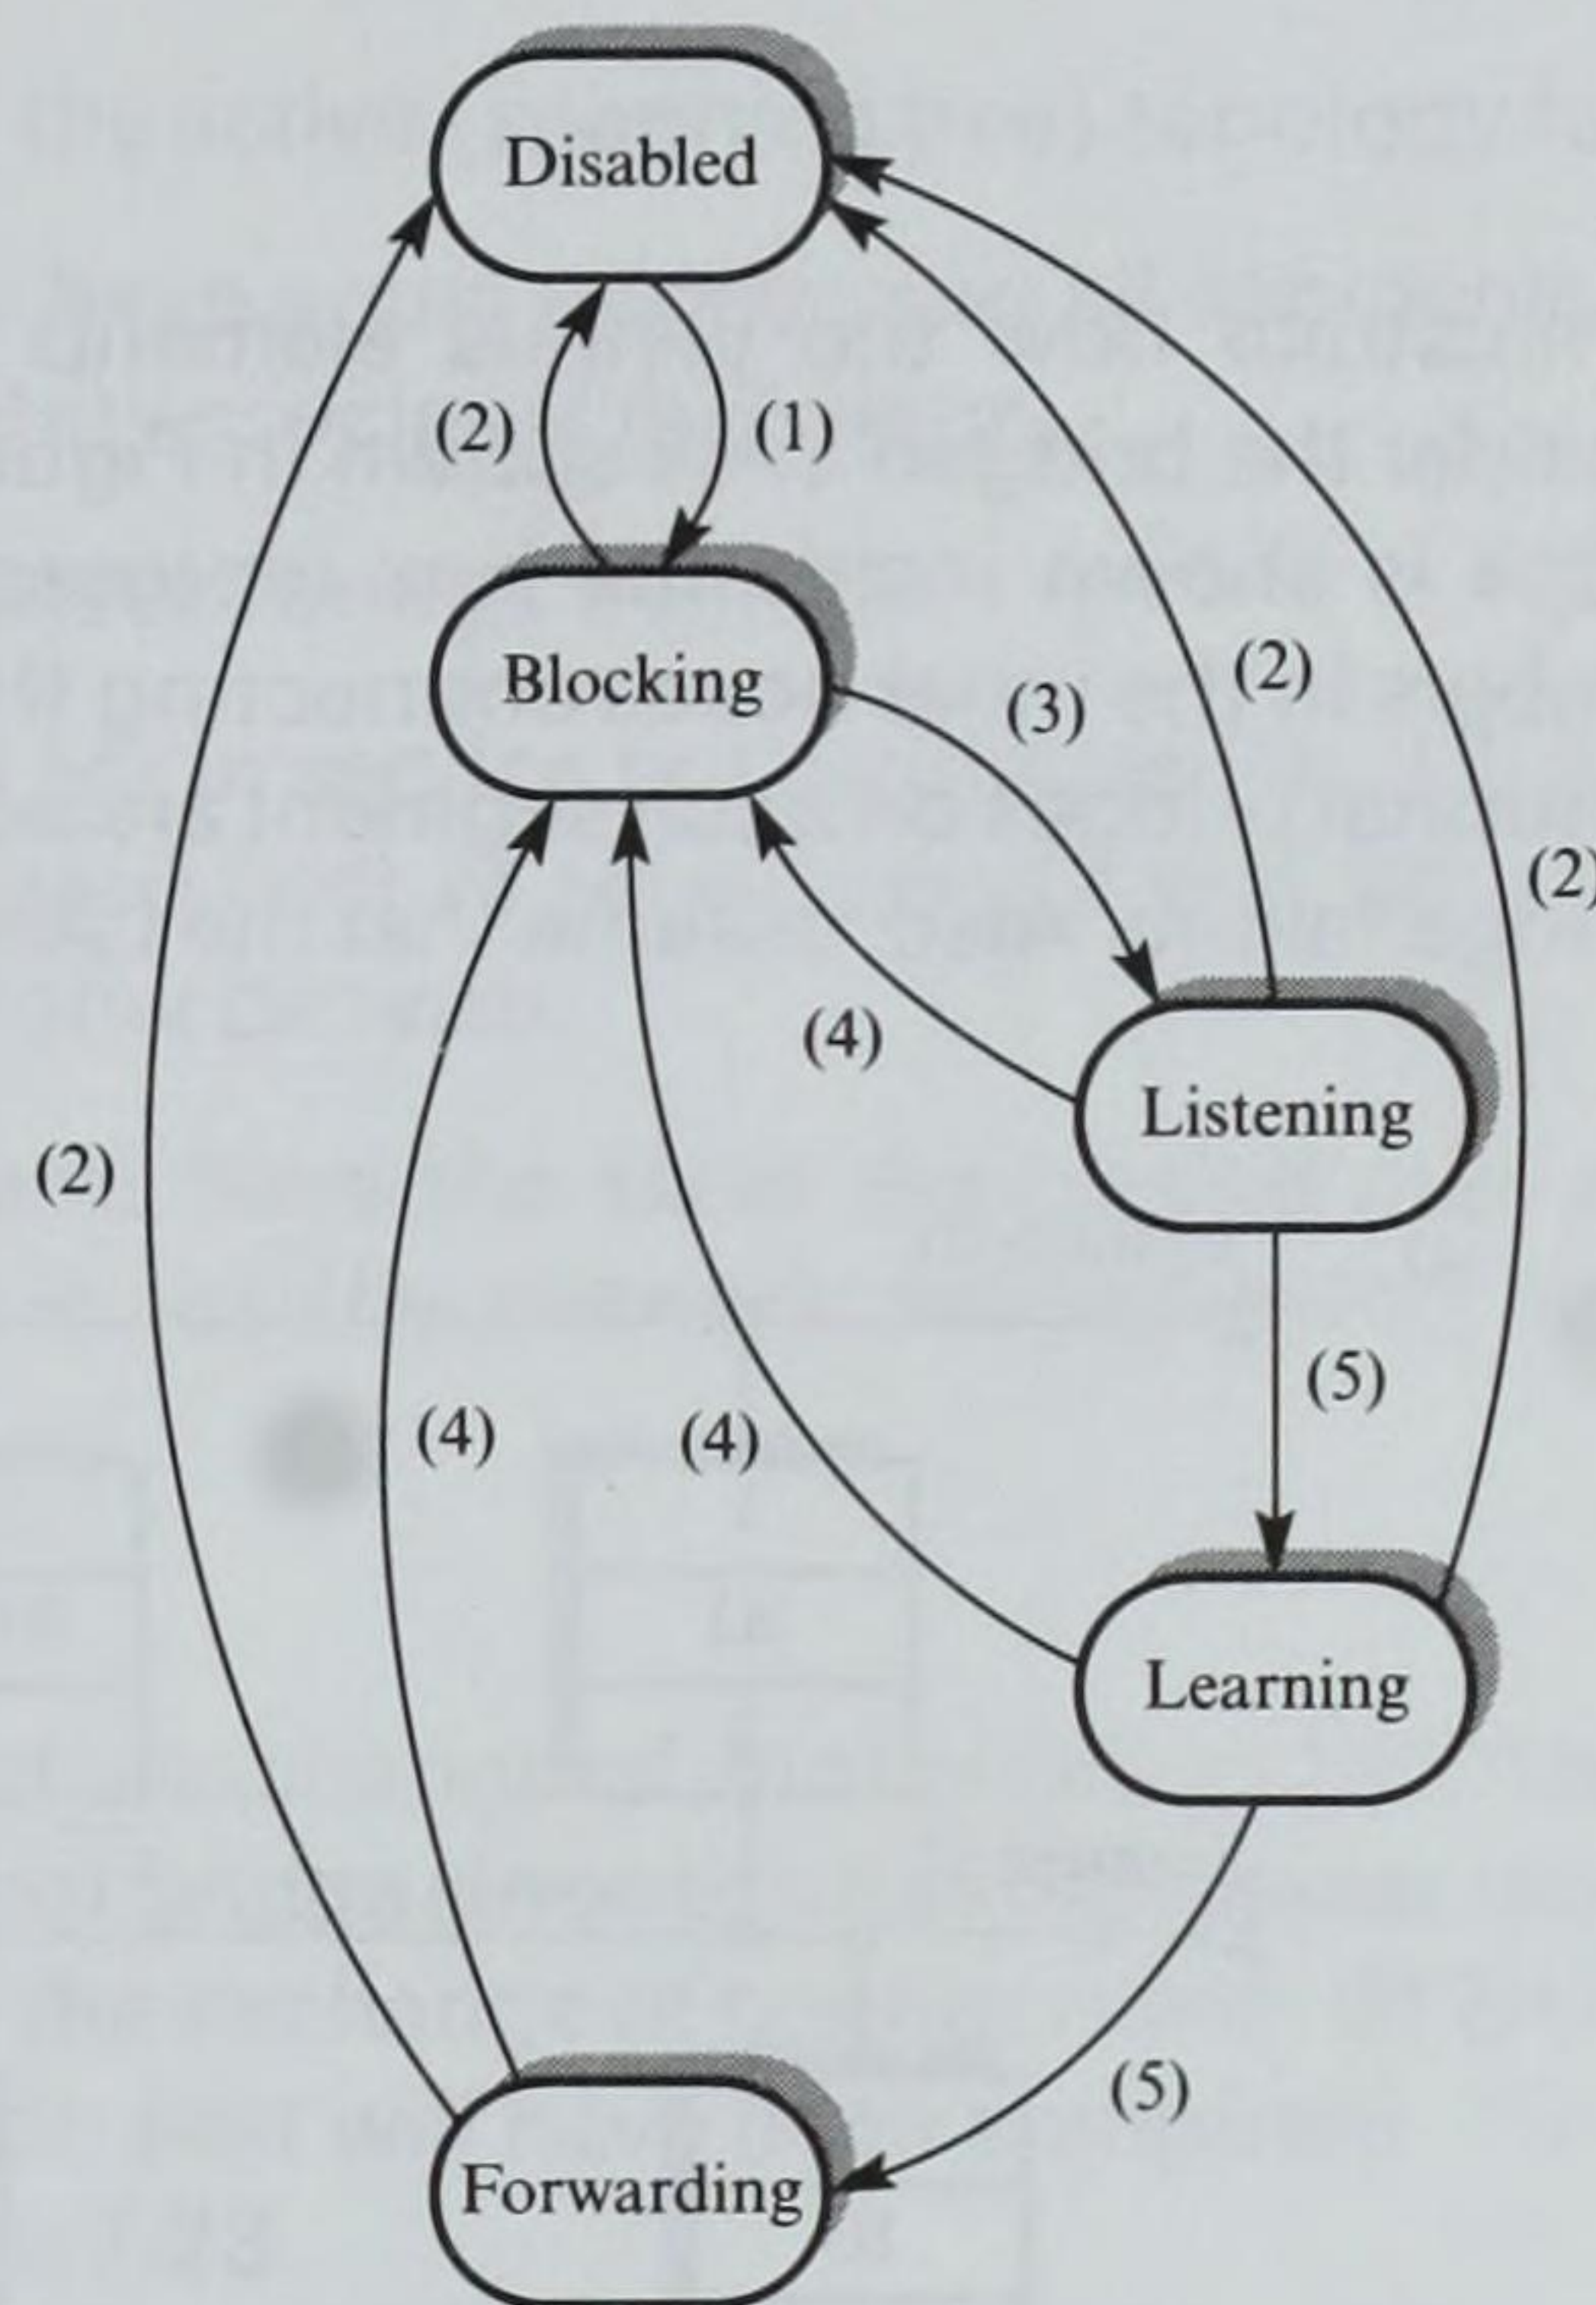 Disabled
(2)
(1)
Blocking
(3)
(2)
(2)
(4)
Listening
(2)
(5)
(4)
(4)
Learning
(5)
Forwarding